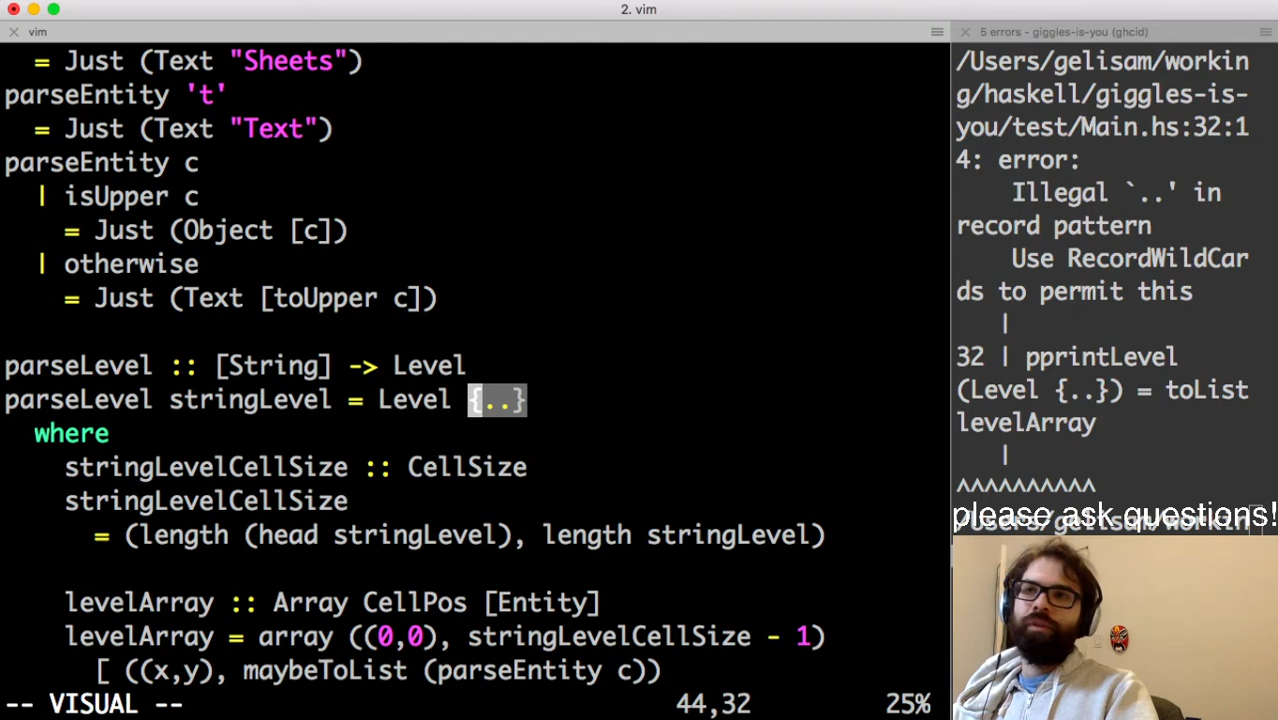 2. vim
vim
5 errors - giggles-is-you (ghcid)
= Just (Text "Sheets")
parseEntity 't'
= Just (Text "Text")
parseEntity c
| isUpper c
= Just (Object [c])
| otherwise
= Just (Text [toUpper c])
parseLevel :: [String] -> Level
parseLevel stringLevel = Level {..}
where
stringLevelCellSize :: CellSize
stringLevelCellSize
= (length (head stringLevel), length stringLevel)
levelArray :: Array CellPos [Entity]
levelArray = array ((0,0), stringLevelCellSize - 1)
[ ((x,y), maybeToList (parseEntity c))
-- VISUAL --
44,32
25%
/Users/gelisam/workin
g/haskell/giggles-is-
you/test/Main.hs:32:1
4: error:
Illegal `..' in
record pattern
Use RecordWildCar
ds to permit this
|
32 | pprintLevel
(Level {..}) = toList
levelArray
|
^^^^^^^^^^
please ask questions!
/Users/gelisam/workin